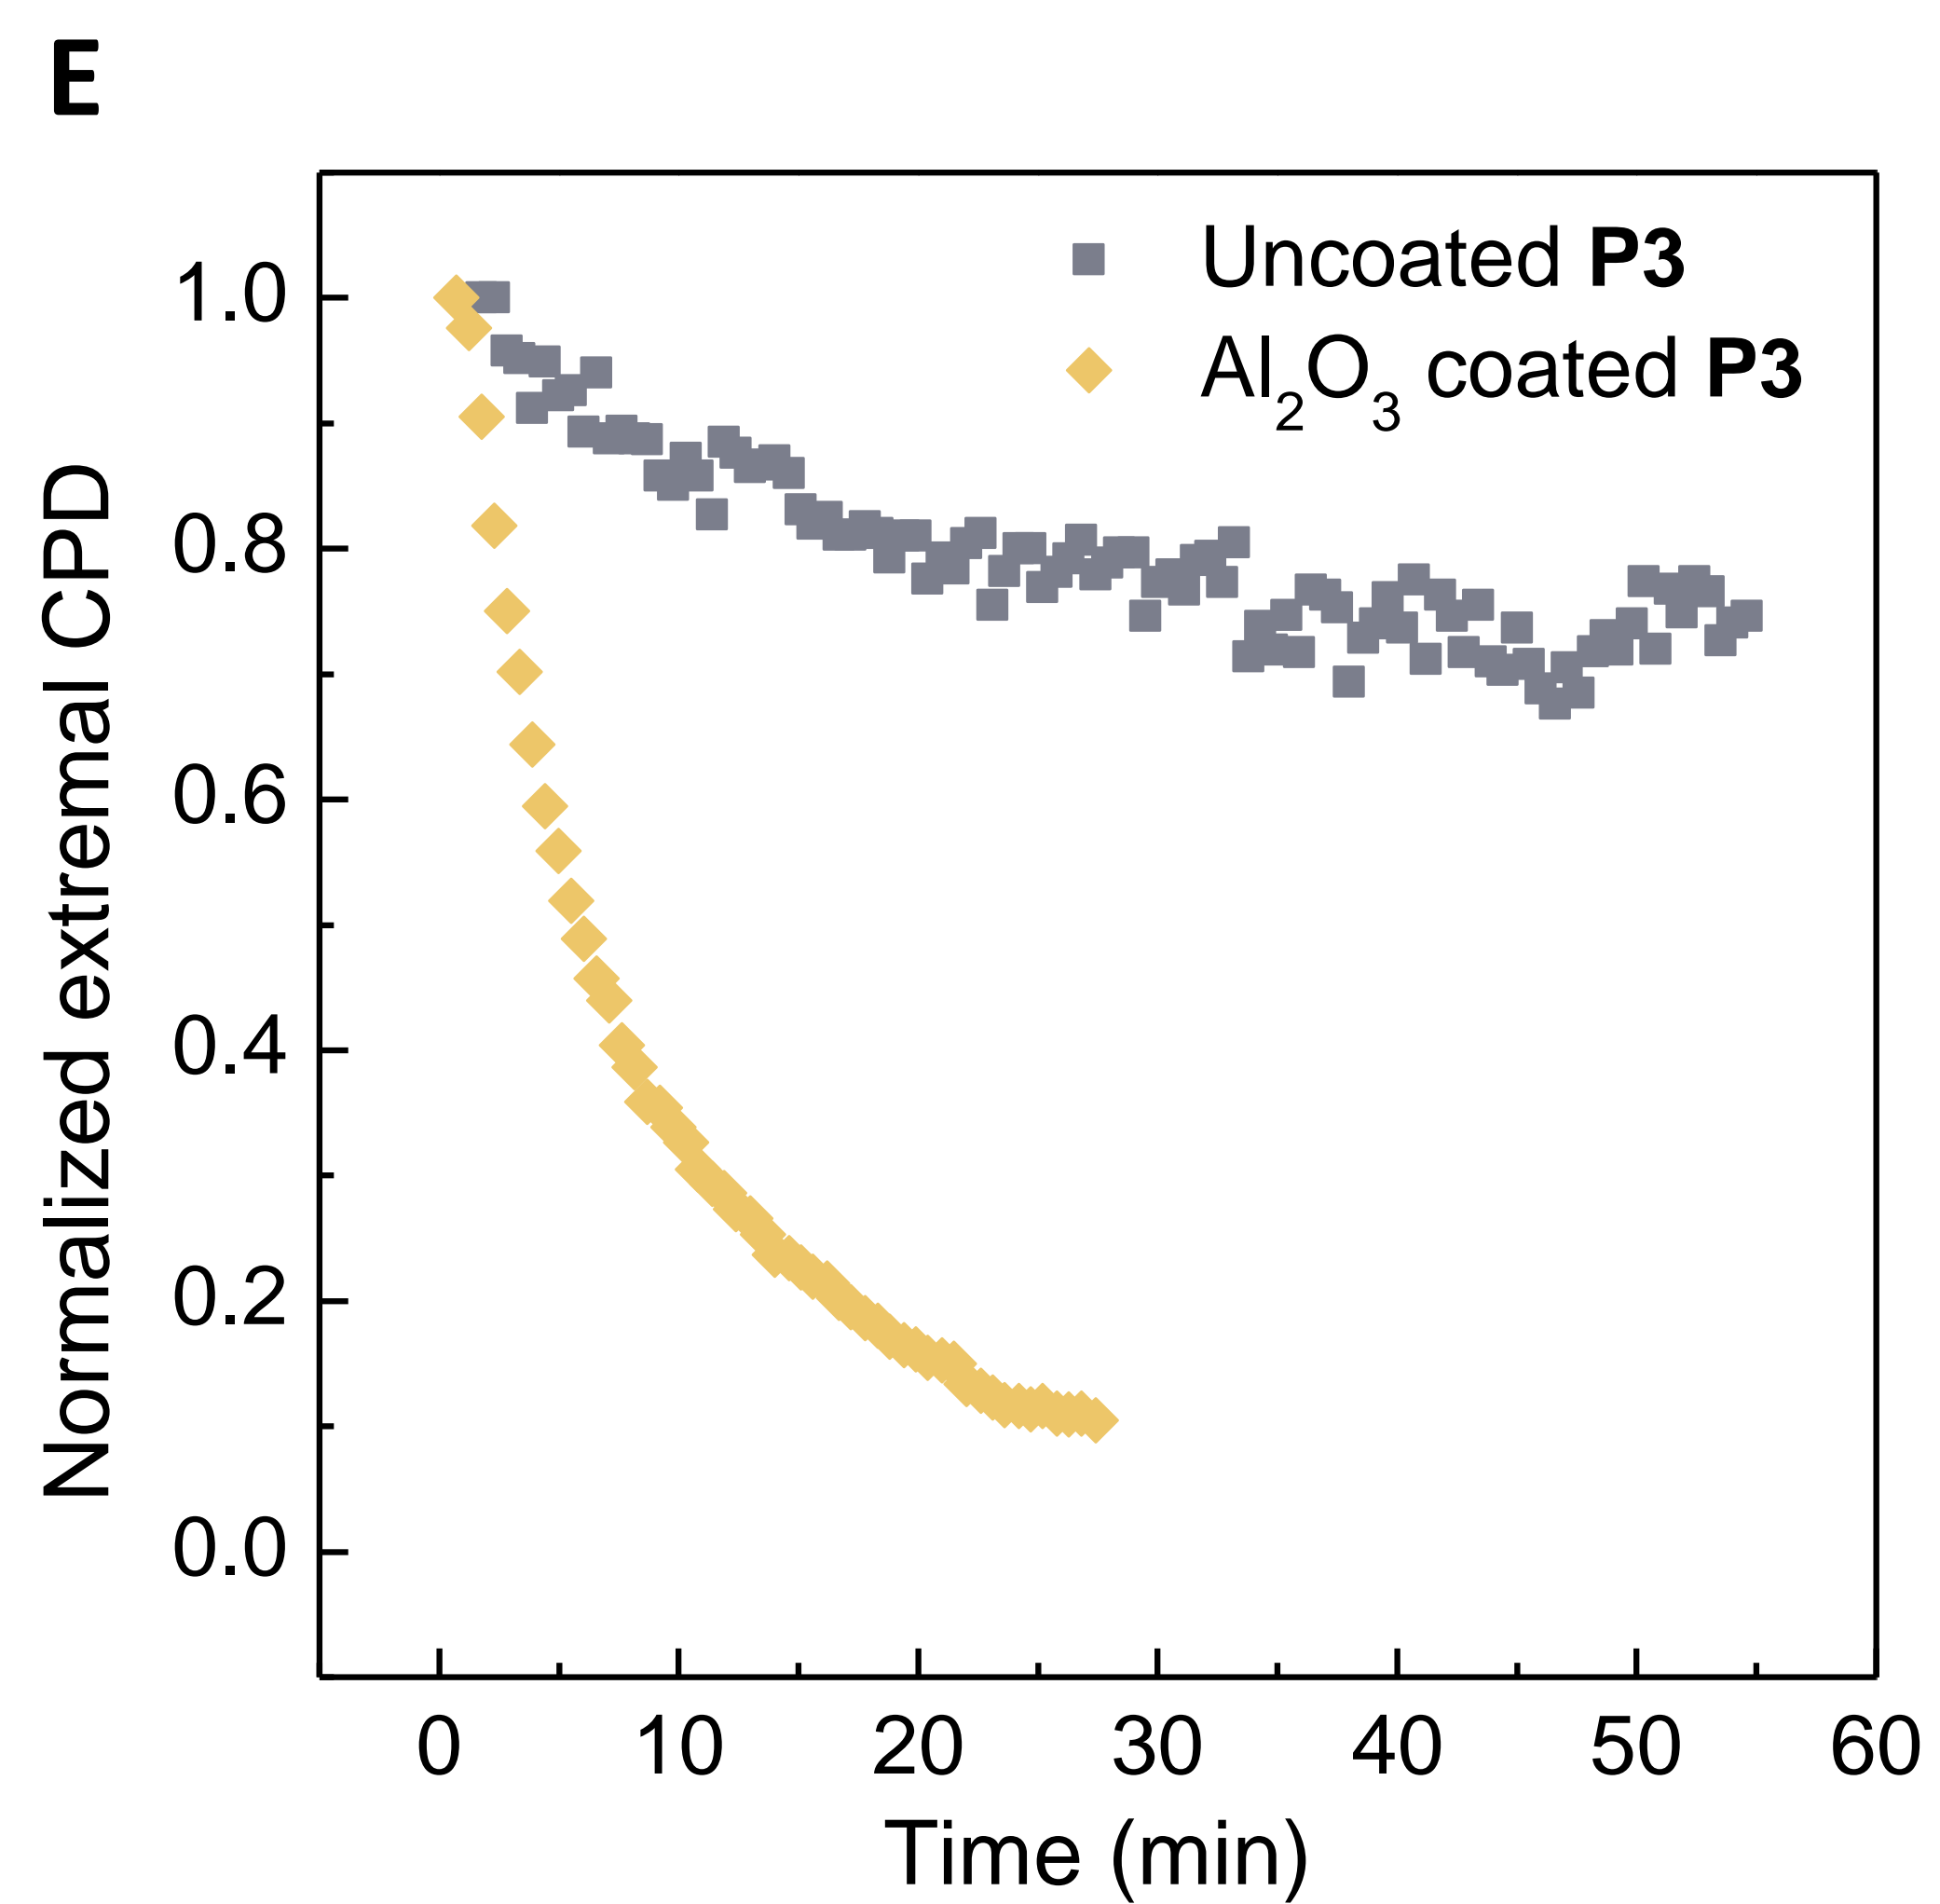 E
Uncoated P3
Al₂O₃ coated P3
Normalized extremal CPD
1.0
0.8
0.6
0.4
0.2
0.0
0 10 20 30 40 50 60
Time (min)